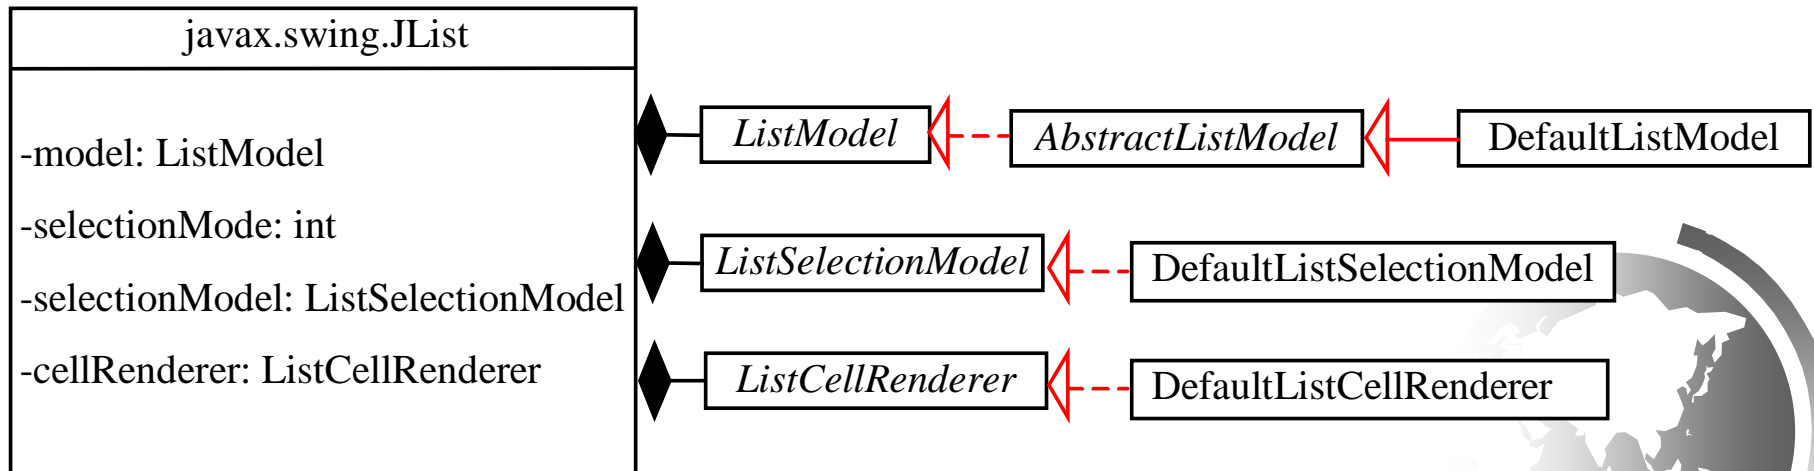 javax.swing.JList
-model: ListModel
-selectionMode: int
-selectionModel: ListSelectionModel
-cellRenderer: ListCellRenderer
ListModel
AbstractListModel
DefaultListModel
ListSelectionModel
DefaultListSelectionModel
ListCellRenderer
DefaultListCellRenderer